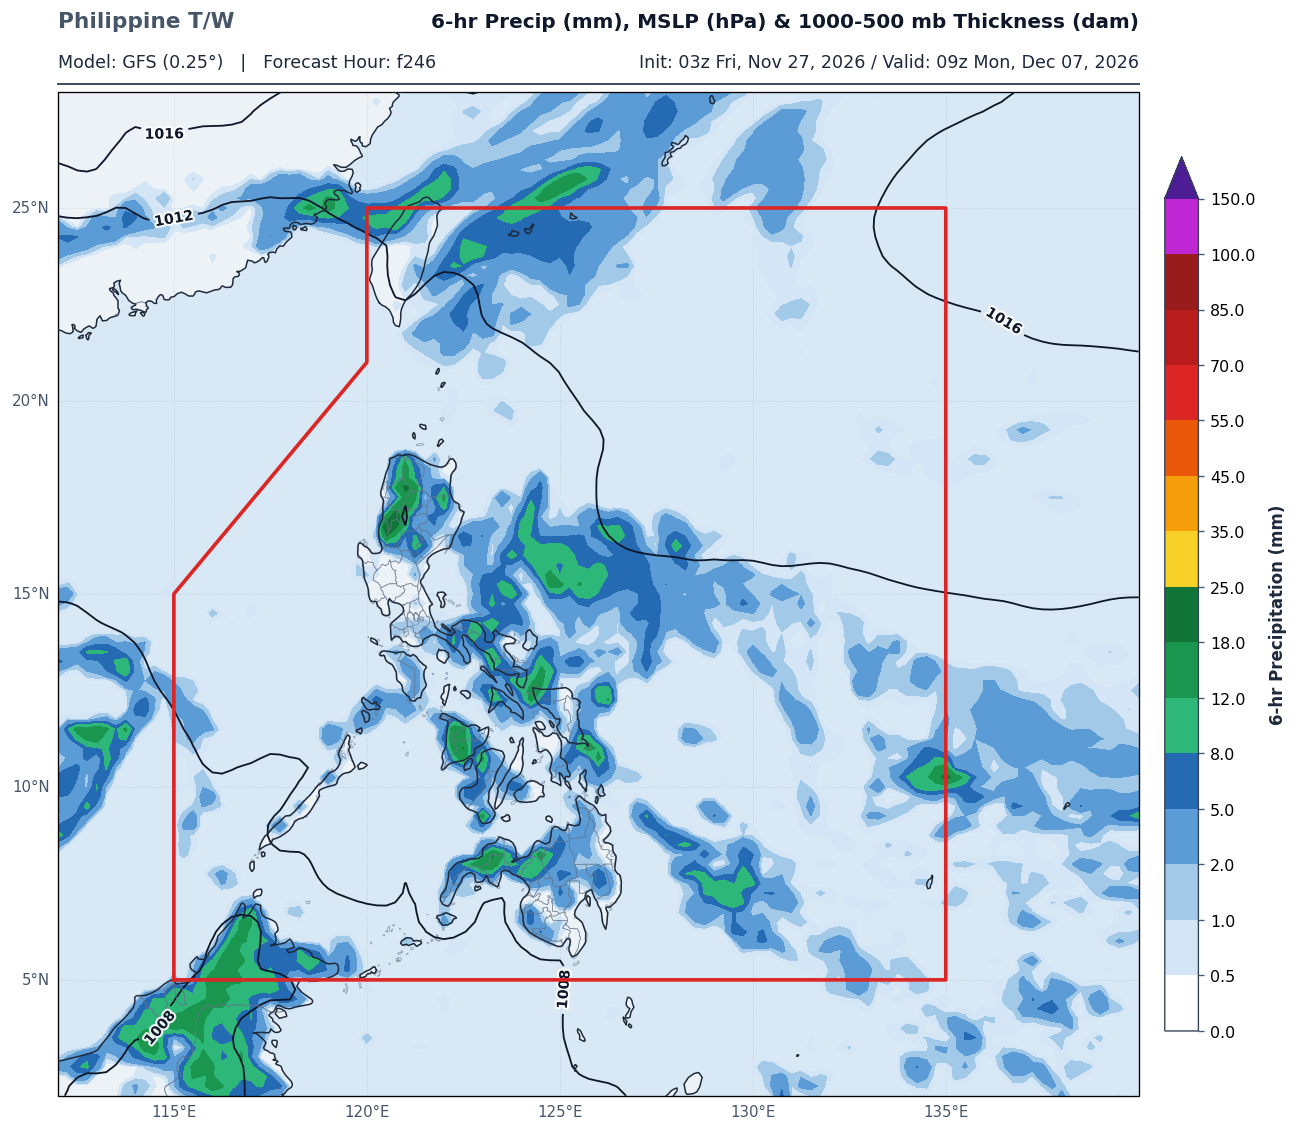 Philippine T/W
6-hr Precip (mm), MSLP (hPa) & 1000-500 mb Thickness (dam)
Model: GFS (0.25°) | Forecast Hour: f246
Init: 03z Fri, Nov 27, 2026 / Valid: 09z Mon, Dec 07, 2026
1016
1012
1016
1008
1008
25°N
20°N
15°N
10°N
5°N
115°E
120°E
125°E
130°E
135°E
150.0
100.0
85.0
70.0
55.0
45.0
35.0
25.0
18.0
12.0
8.0
5.0
2.0
1.0
0.5
0.0
6-hr Precipitation (mm)